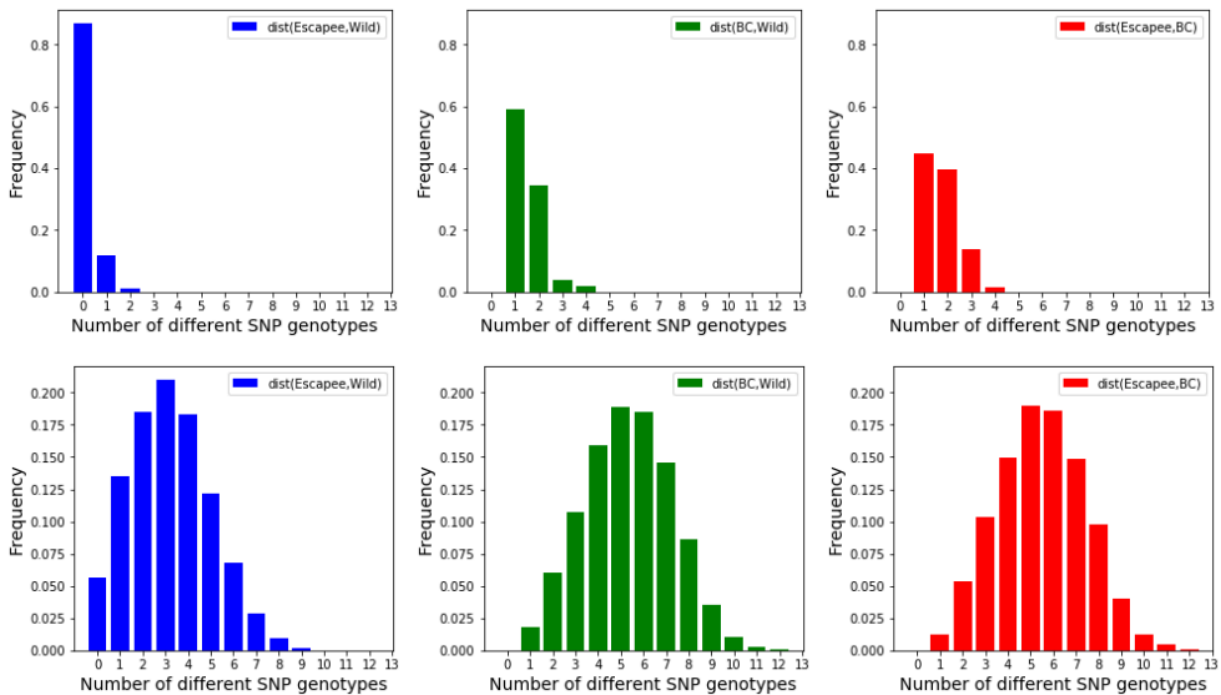 dist(Escapee,Wild)
Frequency
0.8
0.6
0.4
0.2
0.0
0 1 2 3 4 5 6 7 8 9 10 11 12 13
Number of different SNP genotypes
dist(BC,Wild)
Frequency
0.8
0.6
0.4
0.2
0.0
0 1 2 3 4 5 6 7 8 9 10 11 12 13
Number of different SNP genotypes
dist(Escapee,BC)
Frequency
0.8
0.6
0.4
0.2
0.0
0 1 2 3 4 5 6 7 8 9 10 11 12 13
Number of different SNP genotypes
dist(Escapee,Wild)
Frequency
0.200
0.175
0.150
0.125
0.100
0.075
0.050
0.025
0.000
0 1 2 3 4 5 6 7 8 9 10 11 12 13
Number of different SNP genotypes
dist(BC,Wild)
Frequency
0.200
0.175
0.150
0.125
0.100
0.075
0.050
0.025
0.000
0 1 2 3 4 5 6 7 8 9 10 11 12 13
Number of different SNP genotypes
dist(Escapee,BC)
Frequency
0.200
0.175
0.150
0.125
0.100
0.075
0.050
0.025
0.000
0 1 2 3 4 5 6 7 8 9 10 11 12 13
Number of different SNP genotypes